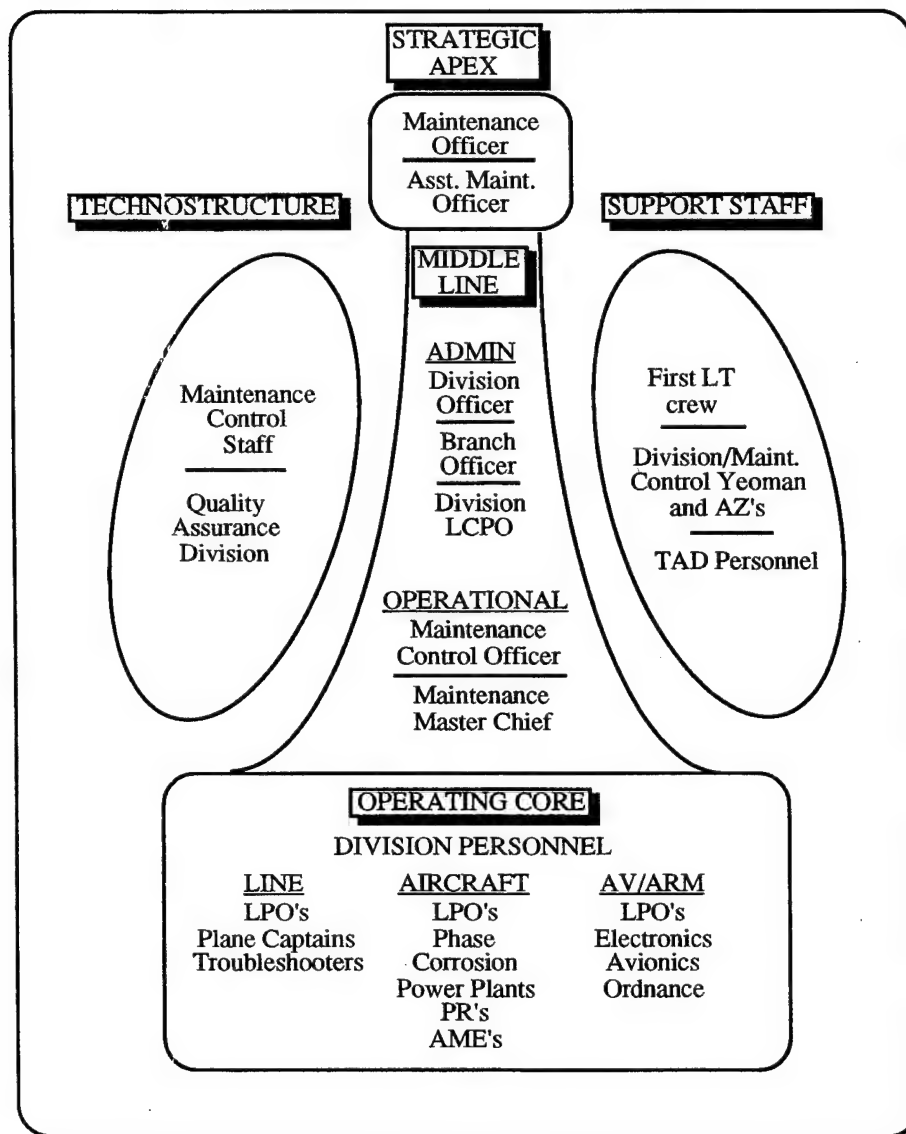 STRATEGIC
APEX
Maintenance
Officer
Asst. Maint.
Officer
TECHNOSTRUCTURE
SUPPORT STAFF
MIDDLE
LINE
Maintenance
Control
Staff
Quality
Assurance
Division
ADMIN
Division
Officer
Branch
Officer
Division
LCPO
OPERATIONAL
Maintenance
Control Officer
Maintenance
Master Chief
First LT
crew
Division/Maint.
Control Yeoman
and AZ's
TAD Personnel
OPERATING CORE
DIVISION PERSONNEL
LINE
LPO's
Plane Captains
Troubleshooters
AIRCRAFT
LPO's
Phase
Corrosion
Power Plants
PR's
AME's
AV/ARM
LPO's
Electronics
Avionics
Ordnance